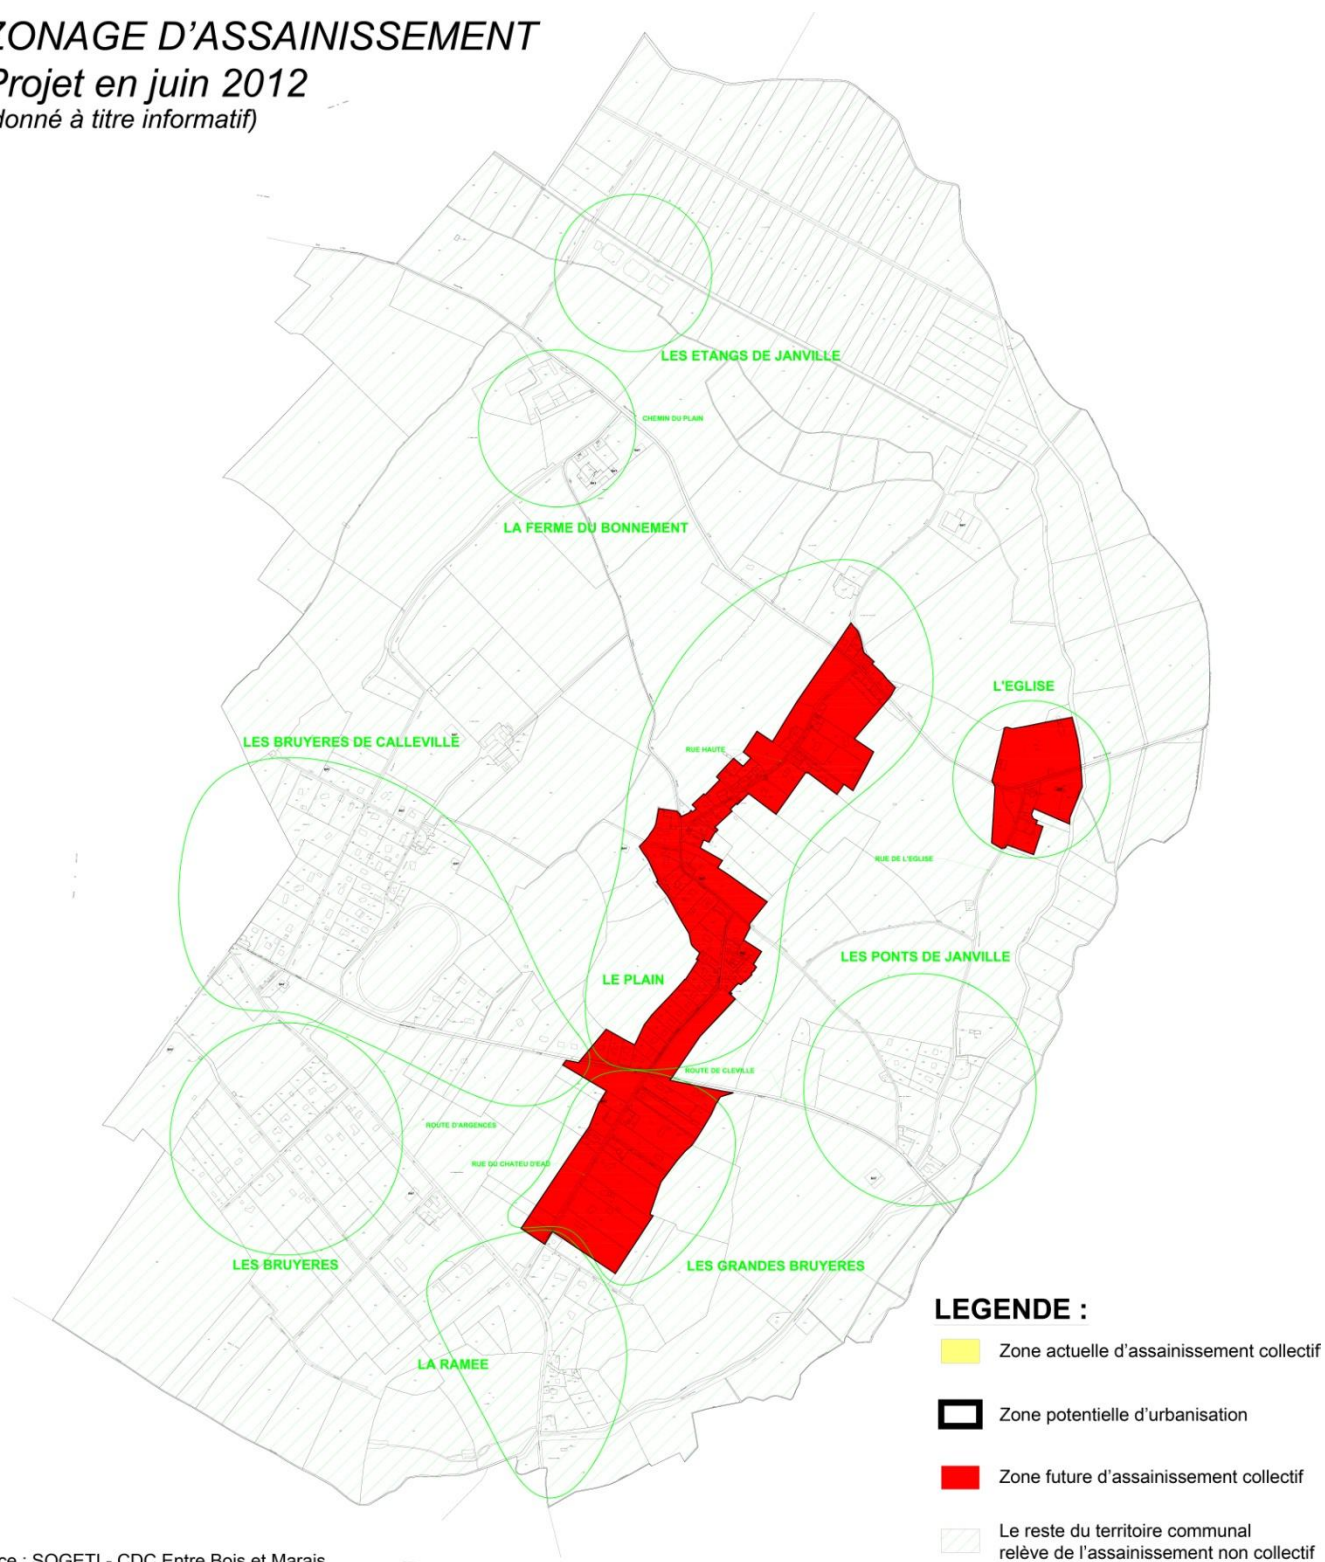 ZONAGE D'ASSAINISSEMENT
Projet en juin 2012
donné à titre informatif)
LES ETANGS DE JANVILLE
CHEMIN DU PLAIN
LA FERME DU BONNEMENT
L'EGLISE
LES BRUYERES DE CALLEVILLE
RUE HAUTE
RUE DE L'EGLISE
LES PONTS DE JANVILLE
LE PLAIN
ROUTE DE CLEVILLE
ROUTE D'ARGENCES
RUE DU CHATEU D'EAU
LES BRUYERES
LES GRANDES BRUYERES
LA RAMEE
LEGENDE :
Zone actuelle d'assainissement collectif
Zone potentielle d'urbanisation
Zone future d'assainissement collectif
Le reste du territoire communal
relève de l'assainissement non collectif
ce : SOGETI - CDC Entre Bois et Marais